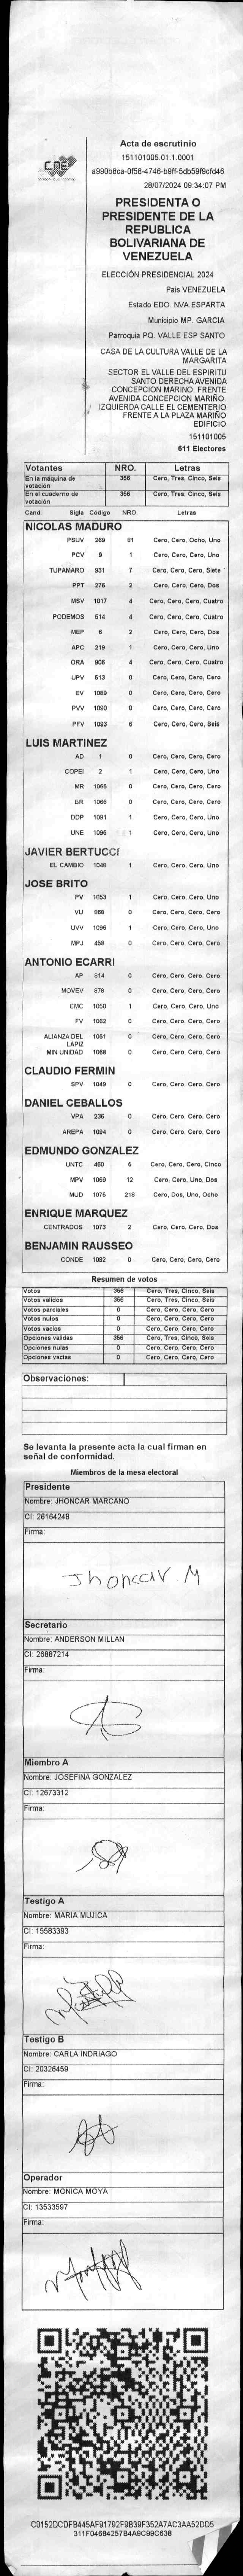 CNE
Acta de escrutinio
151101005.01.1.0001
a990b8ca-0f58-4746-b9ff-5db59f9cfd46
28/07/2024 09:34:07 PM
PRESIDENTA O
PRESIDENTE DE LA
REPUBLICA
BOLIVARIANA DE
VENEZUELA
ELECCIÓN PRESIDENCIAL 2024
Pais VENEZUELA
Estado EDO. NVA.ESPARTA
Municipio MP. GARCIA
Parroquia PQ. VALLE ESP SANTO
CASA DE LA CULTURA VALLE DE LA
MARGARITA
SECTOR EL VALLE DEL ESPIRITU
SANTO DERECHA AVENIDA
CONCEPCION MARINO. FRENTE
AVENIDA CONCEPCION MARIÑO.
IZQUIERDA CALLE EL CEMENTERIO
FRENTE A LA PLAZA MARIÑO
EDIFICIO
151101005
611 Electores
Votantes NRO. Letras
En la máquina de votación 356 Cero, Tres, Cinco, Seis
En el cuaderno de votación 356 Cero, Tres, Cinco, Seis
Cand. Sigla Código NRO. Letras
NICOLAS MADURO
PSUV 269 81 Cero, Cero, Ocho, Uno
PCV 9 1 Cero, Cero, Cero, Uno
TUPAMARO 931 7 Cero, Cero, Cero, Siete
PPT 276 2 Cero, Cero, Cero, Dos
MSV 1017 4 Cero, Cero, Cero, Cuatro
PODEMOS 514 4 Cero, Cero, Cero, Cuatro
MEP 6 2 Cero, Cero, Cero, Dos
APC 219 1 Cero, Cero, Cero, Uno
ORA 906 4 Cero, Cero, Cero, Cuatro
UPV 613 0 Cero, Cero, Cero, Cero
EV 1089 0 Cero, Cero, Cero, Cero
PVV 1090 0 Cero, Cero, Cero, Cero
PFV 1093 6 Cero, Cero, Cero, Seis
LUIS MARTINEZ
AD 1 0 Cero, Cero, Cero, Cero
COPEI 2 1 Cero, Cero, Cero, Uno
MR 1065 0 Cero, Cero, Cero, Cero
BR 1066 0 Cero, Cero, Cero, Cero
DDP 1091 1 Cero, Cero, Cero, Uno
UNE 1095 1 Cero, Cero, Cero, Uno
JAVIER BERTUCCI
EL CAMBIO 1048 1 Cero, Cero, Cero, Uno
JOSE BRITO
PV 1053 1 Cero, Cero, Cero, Uno
VU 868 0 Cero, Cero, Cero, Cero
UVV 1096 1 Cero, Cero, Cero, Uno
MPJ 459 0 Cero, Cero, Cero, Cero
ANTONIO ECARRI
AP 914 0 Cero, Cero, Cero, Cero
MOVEV 678 0 Cero, Cero, Cero, Cero
CMC 1050 1 Cero, Cero, Cero, Uno
FV 1062 0 Cero, Cero, Cero, Cero
ALIANZA DEL LAPIZ 1051 0 Cero, Cero, Cero, Cero
MIN UNIDAD 1068 0 Cero, Cero, Cero, Cero
CLAUDIO FERMIN
SPV 1049 0 Cero, Cero, Cero, Cero
DANIEL CEBALLOS
VPA 236 0 Cero, Cero, Cero, Cero
AREPA 1094 0 Cero, Cero, Cero, Cero
EDMUNDO GONZALEZ
UNTC 460 5 Cero, Cero, Cero, Cinco
MPV 1069 12 Cero, Cero, Uno, Dos
MUD 1075 218 Cero, Dos, Uno, Ocho
ENRIQUE MARQUEZ
CENTRADOS 1073 2 Cero, Cero, Cero, Dos
BENJAMIN RAUSSEO
CONDE 1092 0 Cero, Cero, Cero, Cero
Resumen de votos
Votos 356 Cero, Tres, Cinco, Seis
Votos validos 356 Cero, Tres, Cinco, Seis
Votos parciales 0 Cero, Cero, Cero, Cero
Votos nulos 0 Cero, Cero, Cero, Cero
Votos vacios 0 Cero, Cero, Cero, Cero
Opciones validas 356 Cero, Tres, Cinco, Seis
Opciones nulas 0 Cero, Cero, Cero, Cero
Opciones vacias 0 Cero, Cero, Cero, Cero
Observaciones:
Se levanta la presente acta la cual firman en
señal de conformidad.
Miembros de la mesa electoral
Presidente
Nombre: JHONCAR MARCANO
CI: 26164248
Firma:
Jhoncar M
Secretario
Nombre: ANDERSON MILLAN
CI: 26887214
Firma:
Miembro A
Nombre: JOSEFINA GONZALEZ
CI: 12673312
Firma:
Testigo A
Nombre: MARIA MUJICA
CI: 15583393
Firma:
Testigo B
Nombre: CARLA INDRIAGO
CI: 20326459
Firma:
Operador
Nombre: MONICA MOYA
CI: 13533597
Firma:
C0152DCDFB445AF91792F9B39F352A7AC3AA52DD5
311F04684257B4A9C99C638